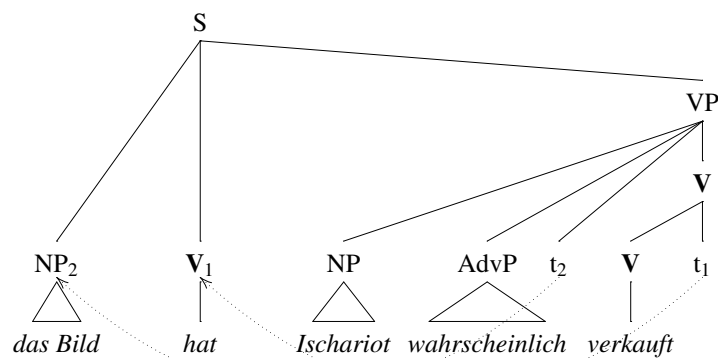 S
VP
V
NP₂ V₁ NP AdvP t₂ V t₁
das Bild hat Ischariot wahrscheinlich verkauft